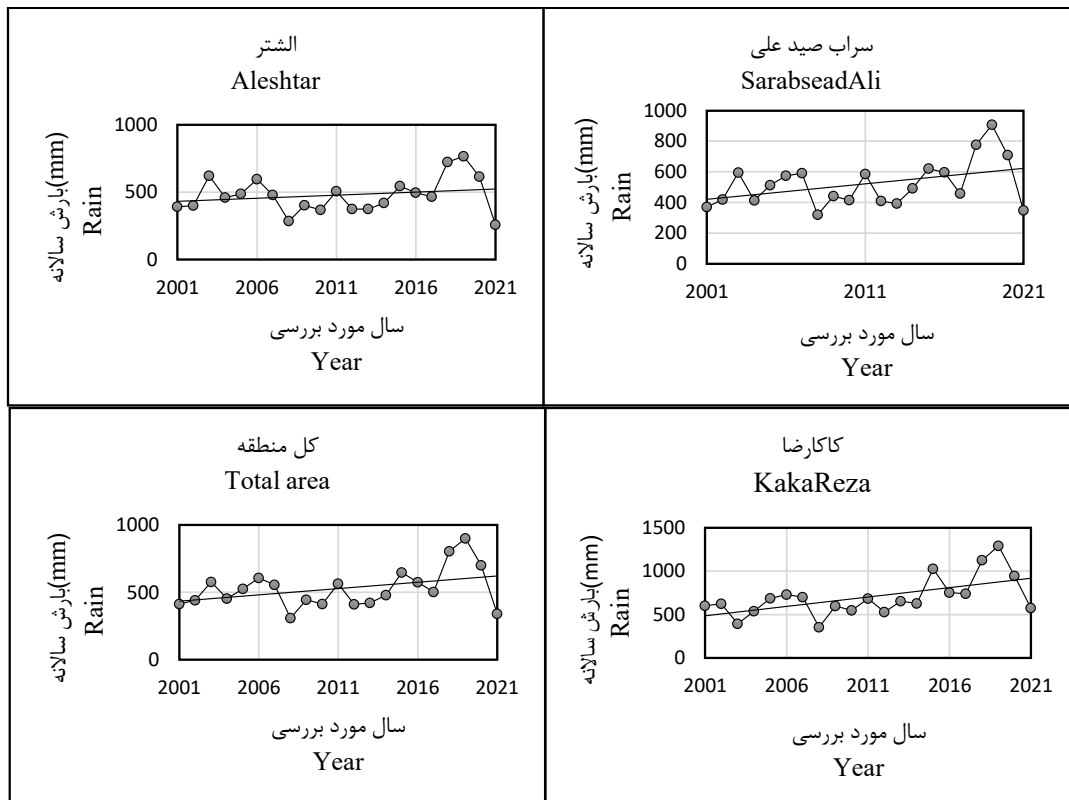 الشتر
Aleshtar
بارش سالانه(mm)
Rain
1000
500
0
2001 2006 2011 2016 2021
سال مورد بررسی
Year
سراب صید علی
SarabseadAli
بارش سالانه(mm)
Rain
1000
800
600
400
200
0
2001 2011 2021
سال مورد بررسی
Year
کل منطقه
Total area
بارش سالانه(mm)
Rain
1000
500
0
2001 2006 2011 2016 2021
سال مورد بررسی
Year
کاکارضا
KakaReza
بارش سالانه(mm)
Rain
1500
1000
500
0
2001 2006 2011 2016 2021
سال مورد بررسی
Year